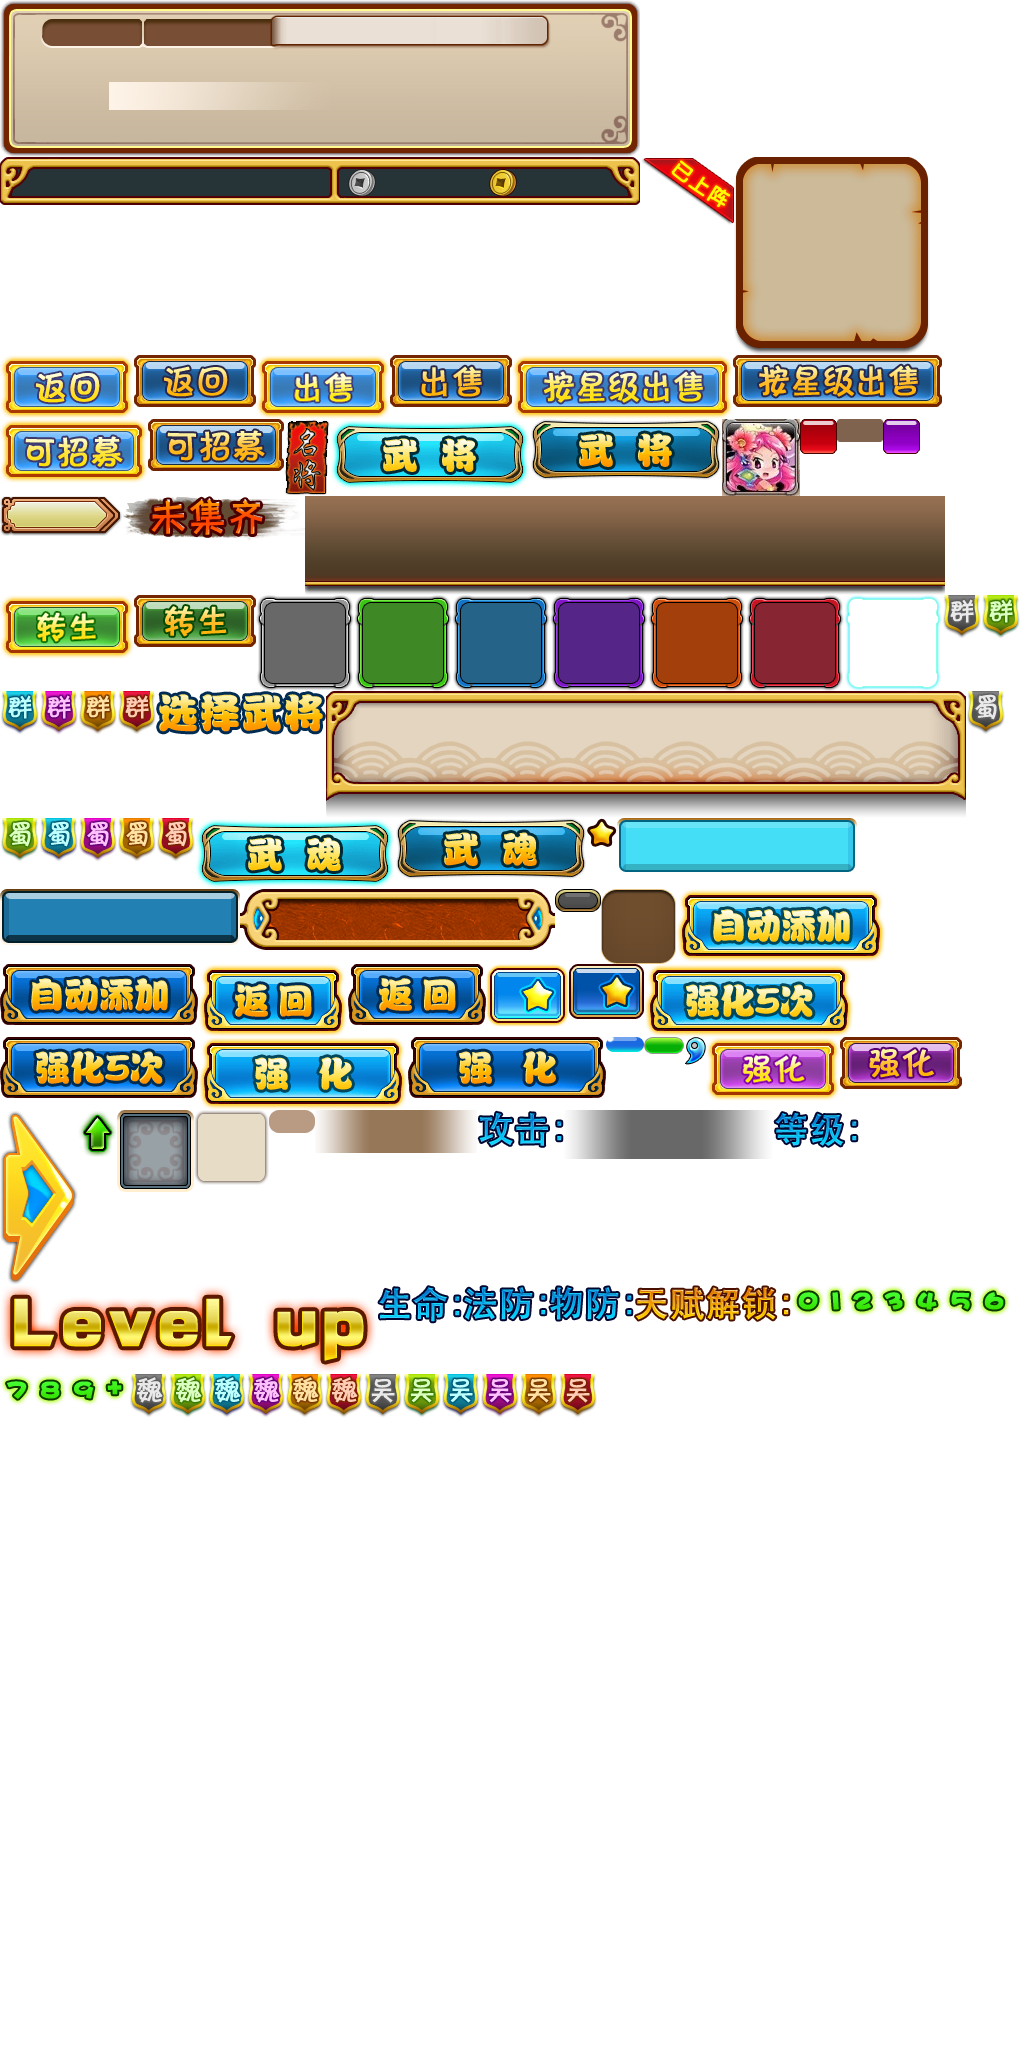 已上阵
返回 返回 出售 出售 按星级出售 按星级出售
可招募 可招募 名将 武将 武将
未集齐
转生 转生 群 群
群 群 群 群 选择武将 蜀
蜀 蜀 蜀 蜀 蜀 武魂 武魂
自动添加
自动添加 返回 返回 强化5次
强化5次 强化 强化 强化 强化
攻击: 等级:
Level up 生命:法防:物防:天赋解锁:0 1 2 3 4 5 6
7 8 9 + 魏 魏 魏 魏 魏 魏 吴 吴 吴 吴 吴 吴